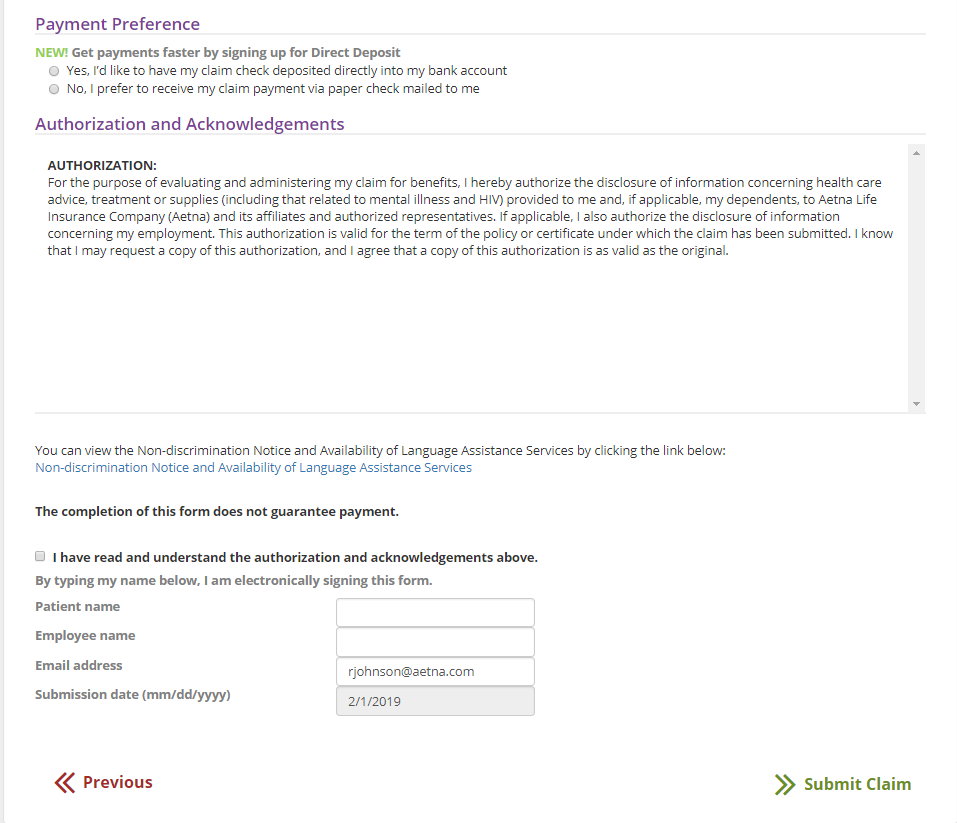 Payment Preference
NEW! Get payments faster by signing up for Direct Deposit
Yes, I'd like to have my claim check deposited directly into my bank account
No, I prefer to receive my claim payment via paper check mailed to me
Authorization and Acknowledgements
AUTHORIZATION:
For the purpose of evaluating and administering my claim for benefits, I hereby authorize the disclosure of information concerning health care
advice, treatment or supplies (including that related to mental illness and HIV) provided to me and, if applicable, my dependents, to Aetna Life
Insurance Company (Aetna) and its affiliates and authorized representatives. If applicable, I also authorize the disclosure of information
concerning my employment. This authorization is valid for the term of the policy or certificate under which the claim has been submitted. I know
that I may request a copy of this authorization, and I agree that a copy of this authorization is as valid as the original.
You can view the Non-discrimination Notice and Availability of Language Assistance Services by clicking the link below:
Non-discrimination Notice and Availability of Language Assistance Services
The completion of this form does not guarantee payment.
I have read and understand the authorization and acknowledgements above.
By typing my name below, I am electronically signing this form.
Patient name
Employee name
Email address rjohnson@aetna.com
Submission date (mm/dd/yyyy) 2/1/2019
Previous Submit Claim